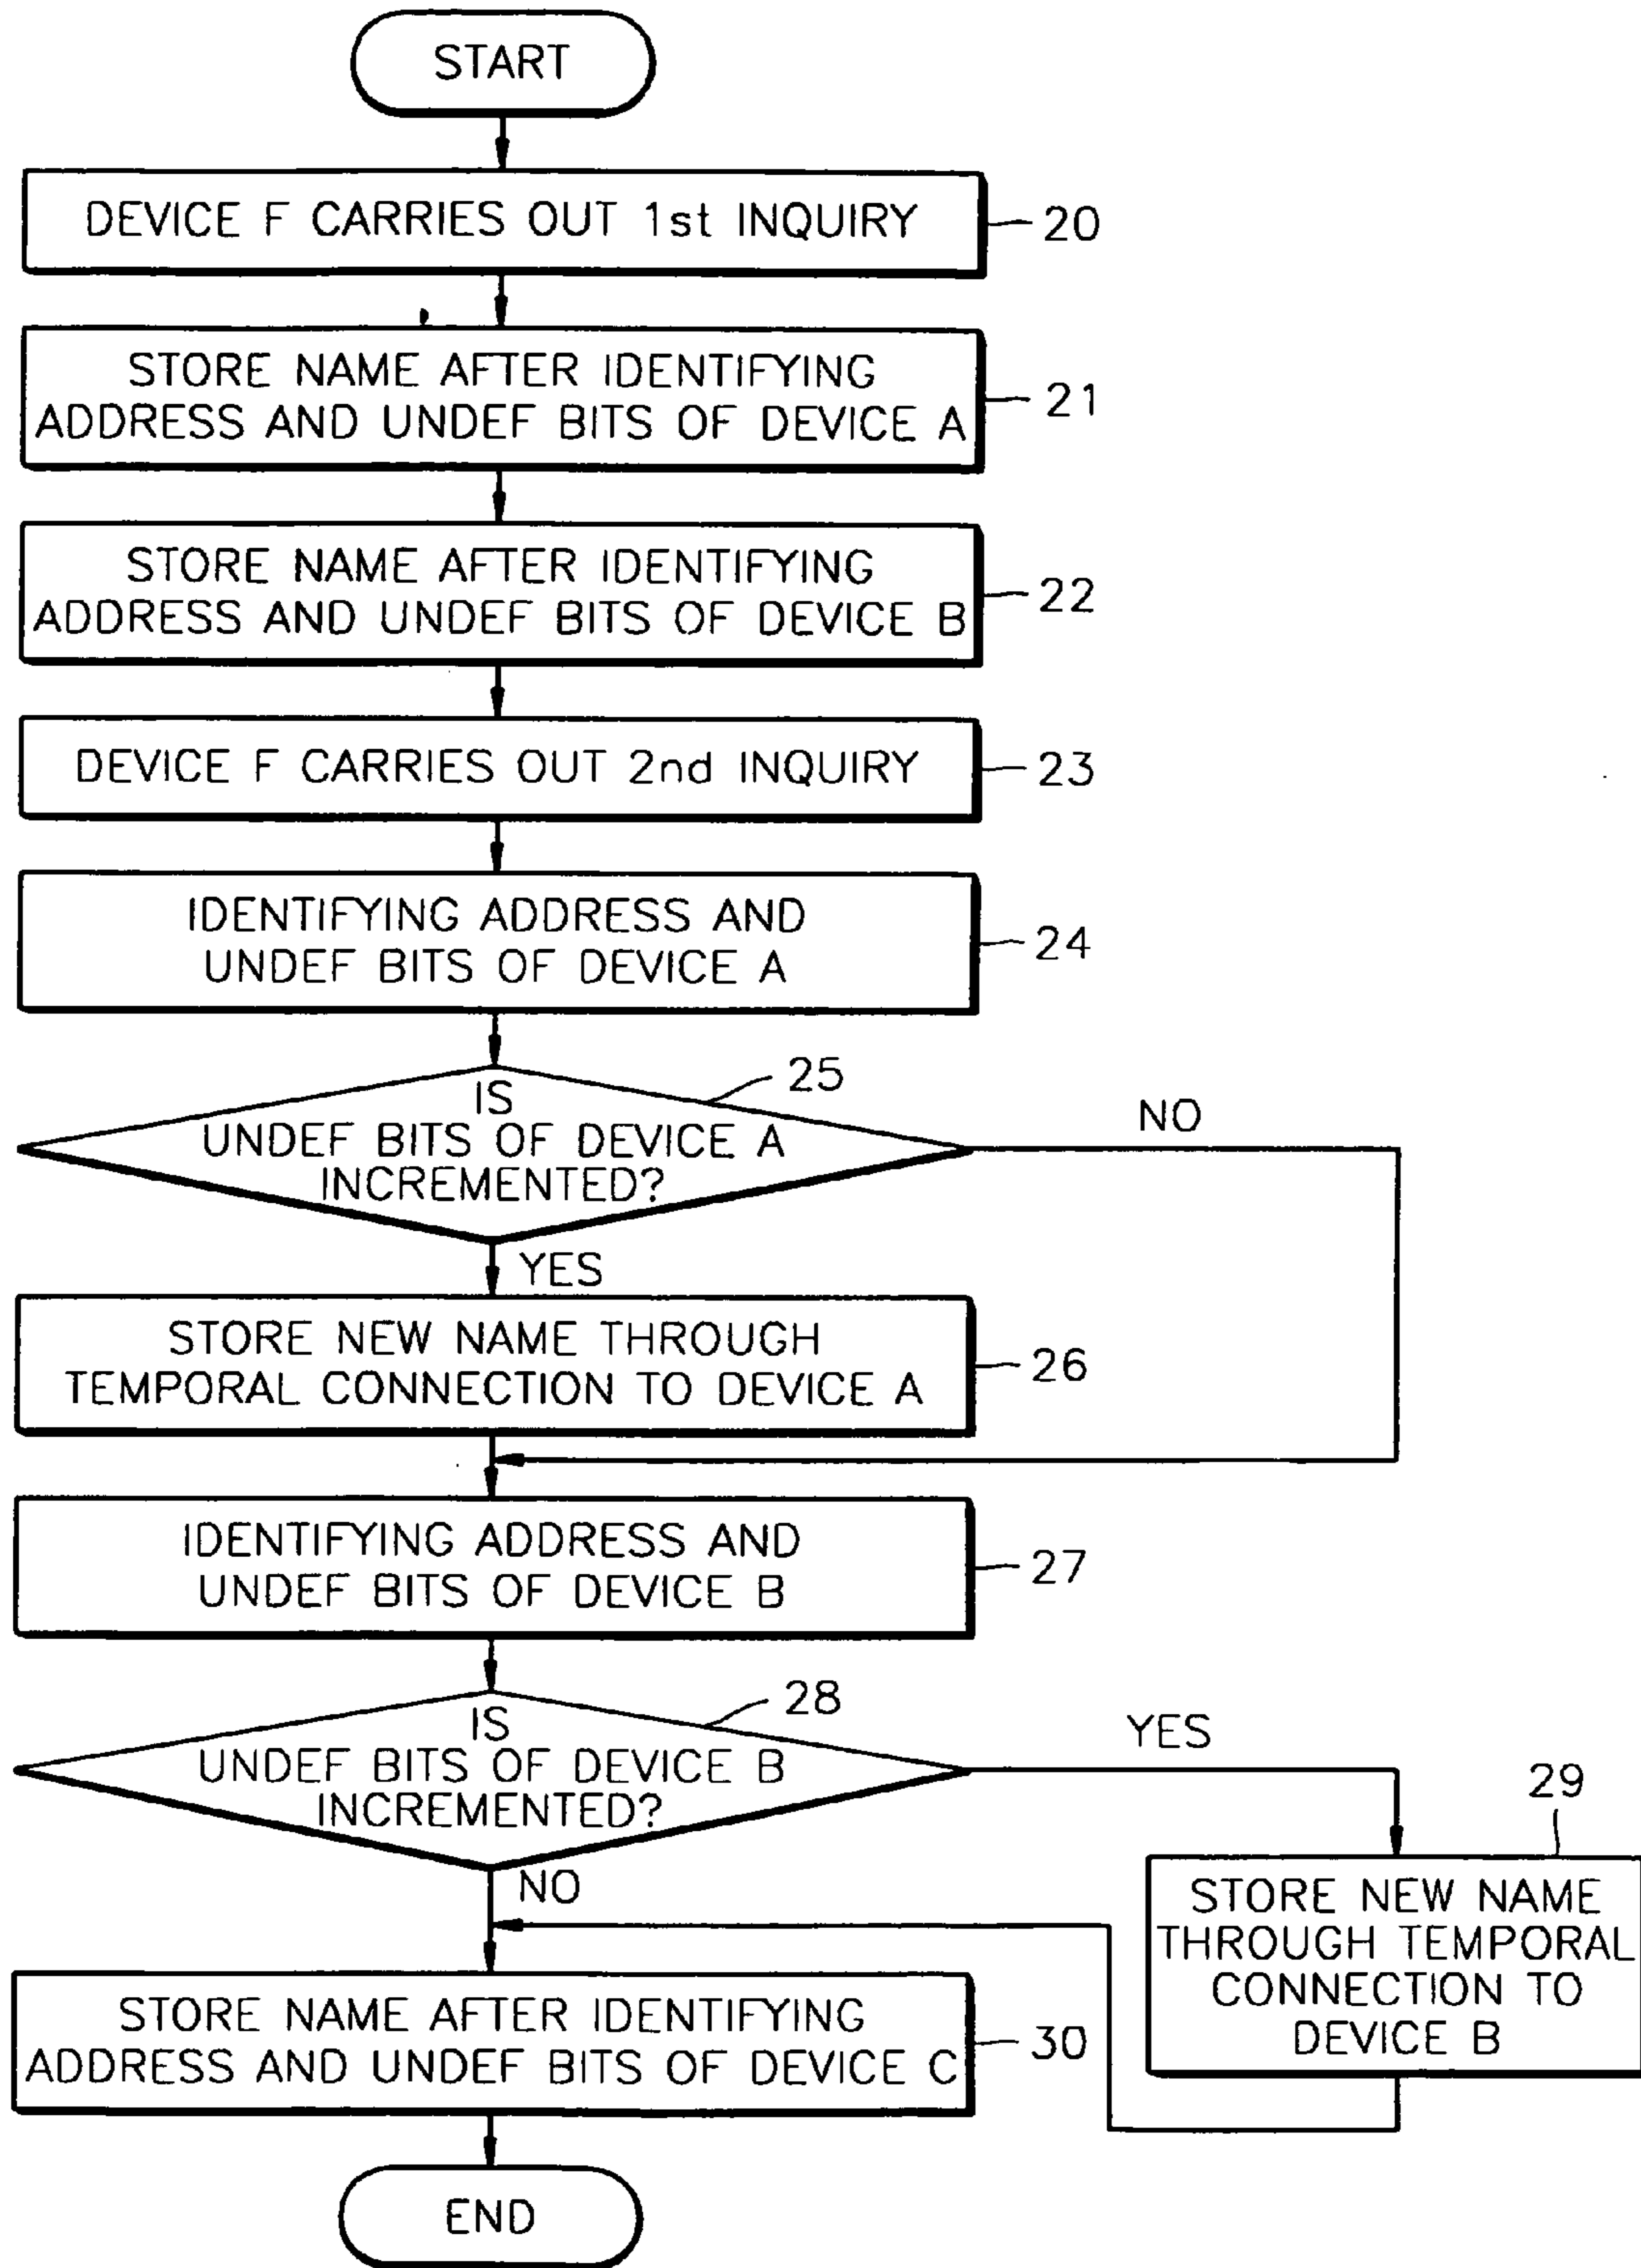 START
DEVICE F CARRIES OUT 1st INQUIRY
20
STORE NAME AFTER IDENTIFYING
ADDRESS AND UNDEF BITS OF DEVICE A
21
STORE NAME AFTER IDENTIFYING
ADDRESS AND UNDEF BITS OF DEVICE B
22
DEVICE F CARRIES OUT 2nd INQUIRY
23
IDENTIFYING ADDRESS AND
UNDEF BITS OF DEVICE A
24
25
IS
UNDEF BITS OF DEVICE A
INCREMENTED?
NO
YES
STORE NEW NAME THROUGH
TEMPORAL CONNECTION TO DEVICE A
26
IDENTIFYING ADDRESS AND
UNDEF BITS OF DEVICE B
27
28
IS
UNDEF BITS OF DEVICE B
INCREMENTED?
YES
NO
29
STORE NEW NAME
THROUGH TEMPORAL
CONNECTION TO
DEVICE B
STORE NAME AFTER IDENTIFYING
ADDRESS AND UNDEF BITS OF DEVICE C
30
END